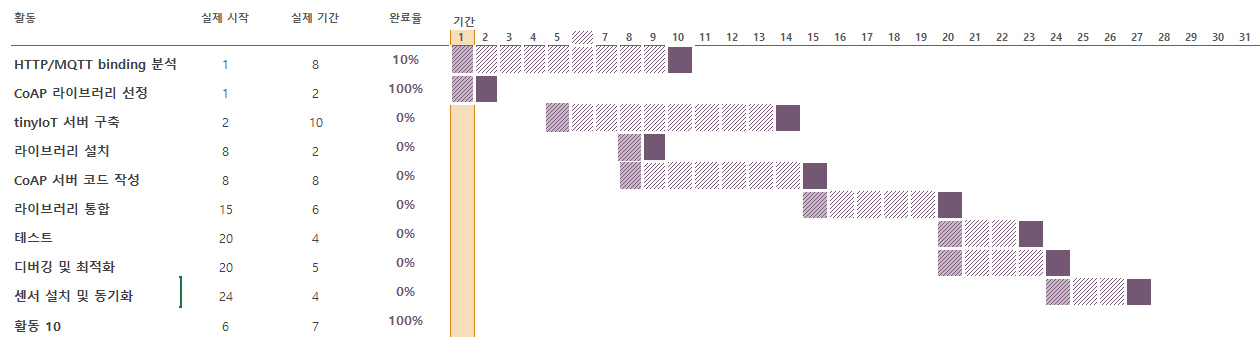 활동 실제 시작 실제 기간 완료율 기간
1 2 3 4 5 7 8 9 10 11 12 13 14 15 16 17 18 19 20 21 22 23 24 25 26 27 28 29 30 31
HTTP/MQTT binding 분석 1 8 10%
CoAP 라이브러리 선정 1 2 100%
tinyIoT 서버 구축 2 10 0%
라이브러리 설치 8 2 0%
CoAP 서버 코드 작성 8 8 0%
라이브러리 통합 15 6 0%
테스트 20 4 0%
디버깅 및 최적화 20 5 0%
센서 설치 및 동기화 24 4 0%
활동 10 6 7 100%